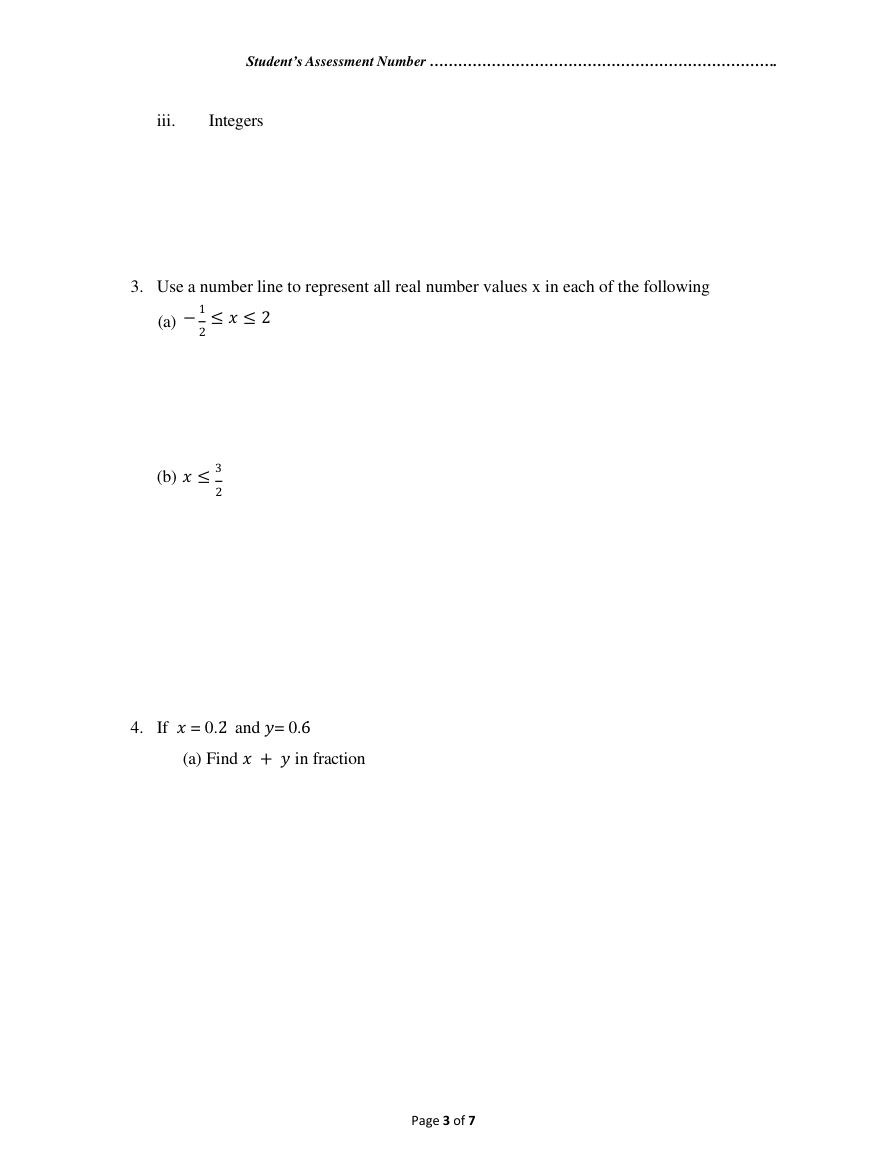 Student’s Assessment Number ……………………………………………………………….
iii. Integers
3. Use a number line to represent all real number values x in each of the following
(a) −1/2 ≤ x ≤ 2
(b) x ≤ 3/2
4. If x = 0.2 and y= 0.6
(a) Find x + y in fraction
Page 3 of 7